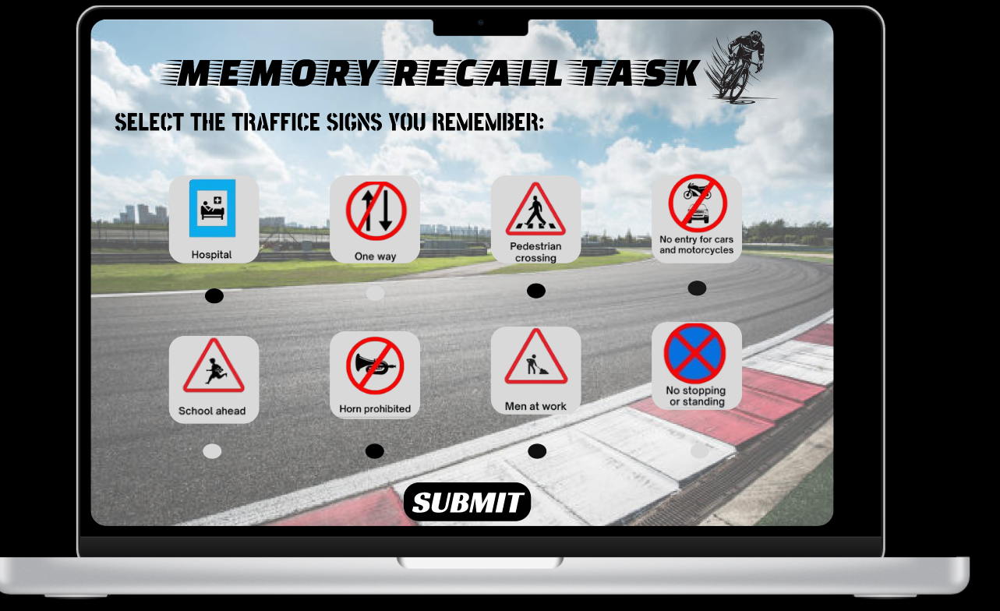 MEMORY RECALL TASK
SELECT THE TRAFFICE SIGNS YOU REMEMBER:
Hospital
One way
Pedestrian
crossing
No entry for cars
and motorcycles
School ahead
Horn prohibited
Men at work
No stopping
or standing
SUBMIT